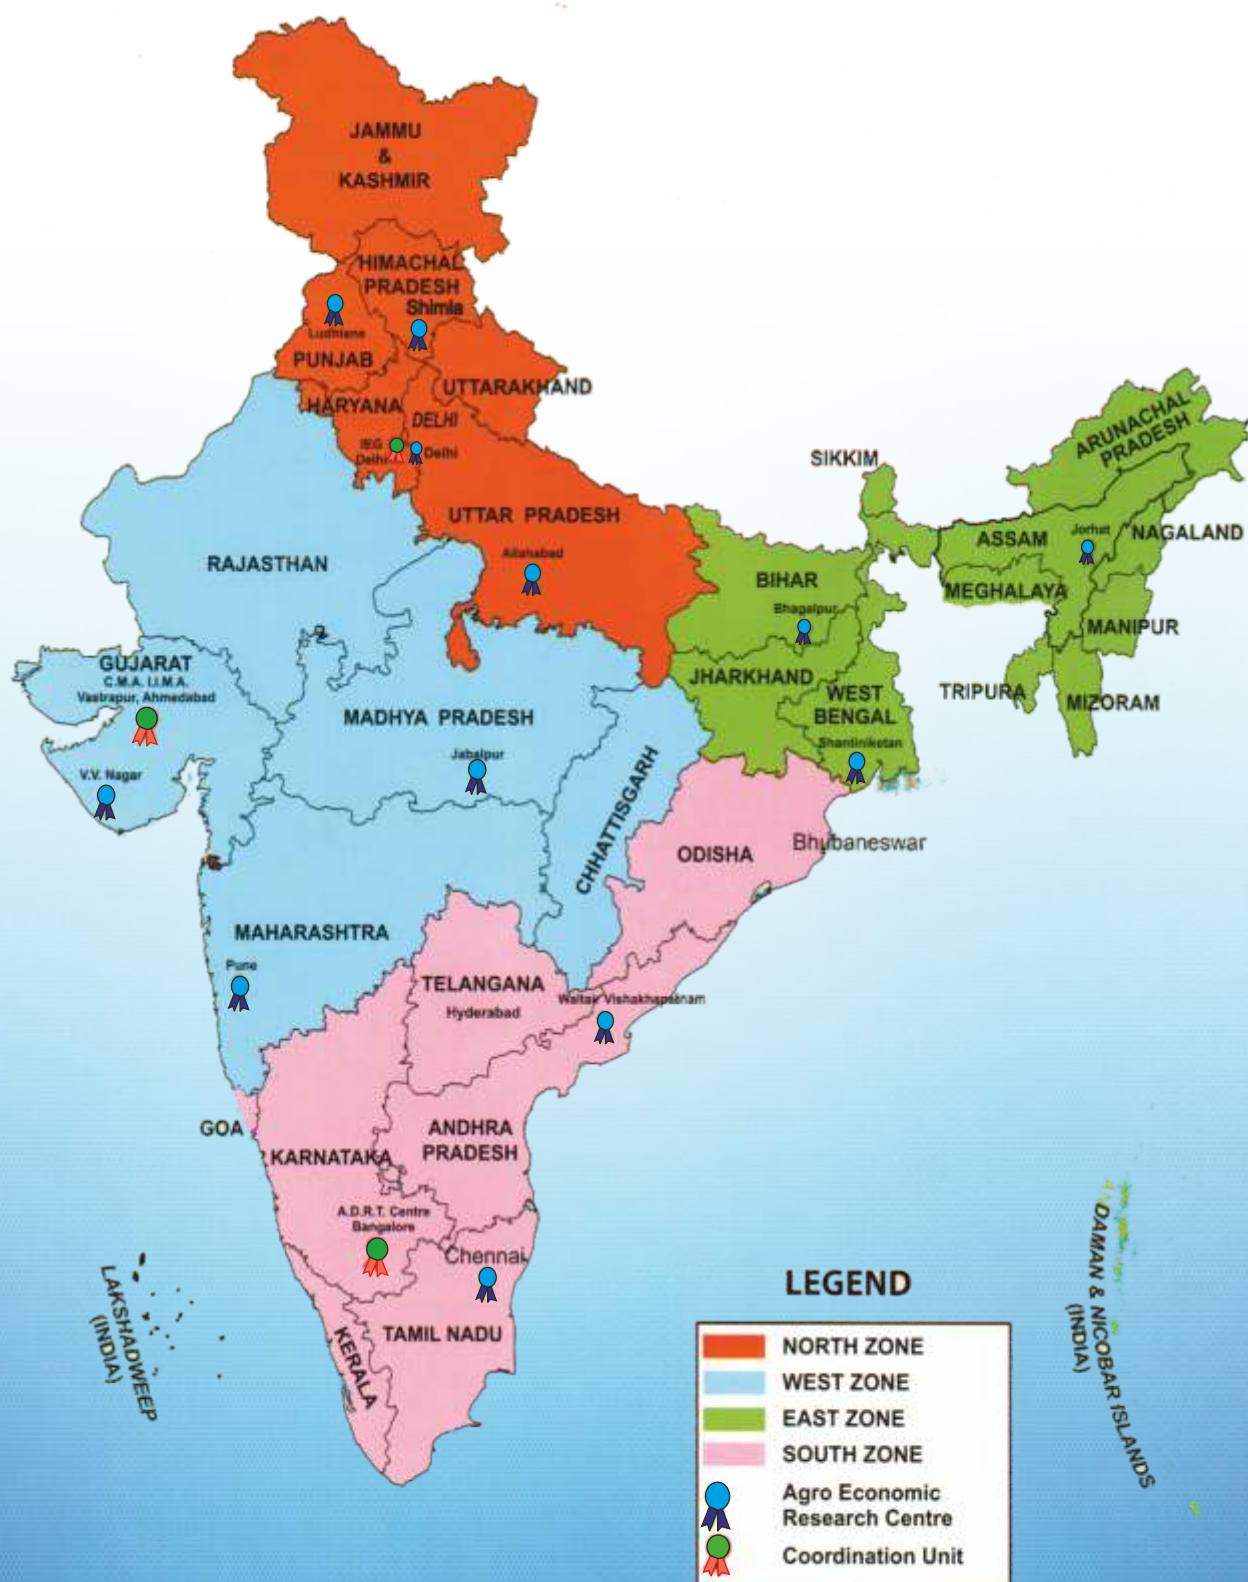 JAMMU
&
KASHMIR
HIMACHAL
PRADESH
Shimla
Ludhiana
PUNJAB
UTTARAKHAND
HARYANA
DELHI
IEG
Delhi
Delhi
ARUNACHAL
PRADESH
SIKKIM
UTTAR PRADESH
ASSAM
Jorhat
NAGALAND
Allahabad
RAJASTHAN
BIHAR
MEGHALAYA
Bhagalpur
MANIPUR
GUJARAT
C.M.A. I.I.M.A.
Vastrapur, Ahmedabad
JHARKHAND
WEST
BENGAL
TRIPURA
MIZORAM
MADHYA PRADESH
Shantiniketan
Jabalpur
V.V. Nagar
CHHATTISGARH
ODISHA
Bhubaneswar
MAHARASHTRA
Pune
TELANGANA
Hyderabad
Waltak Vishakhapatnam
GOA
KARNATAKA
ANDHRA
PRADESH
A.D.R.T. Centre
Bangalore
Chennai
TAMIL NADU
KERALA
LAKSHADWEEP
(INDIA)
DAMAN & NICOBAR ISLANDS
(INDIA)
LEGEND
NORTH ZONE
WEST ZONE
EAST ZONE
SOUTH ZONE
Agro Economic
Research Centre
Coordination Unit